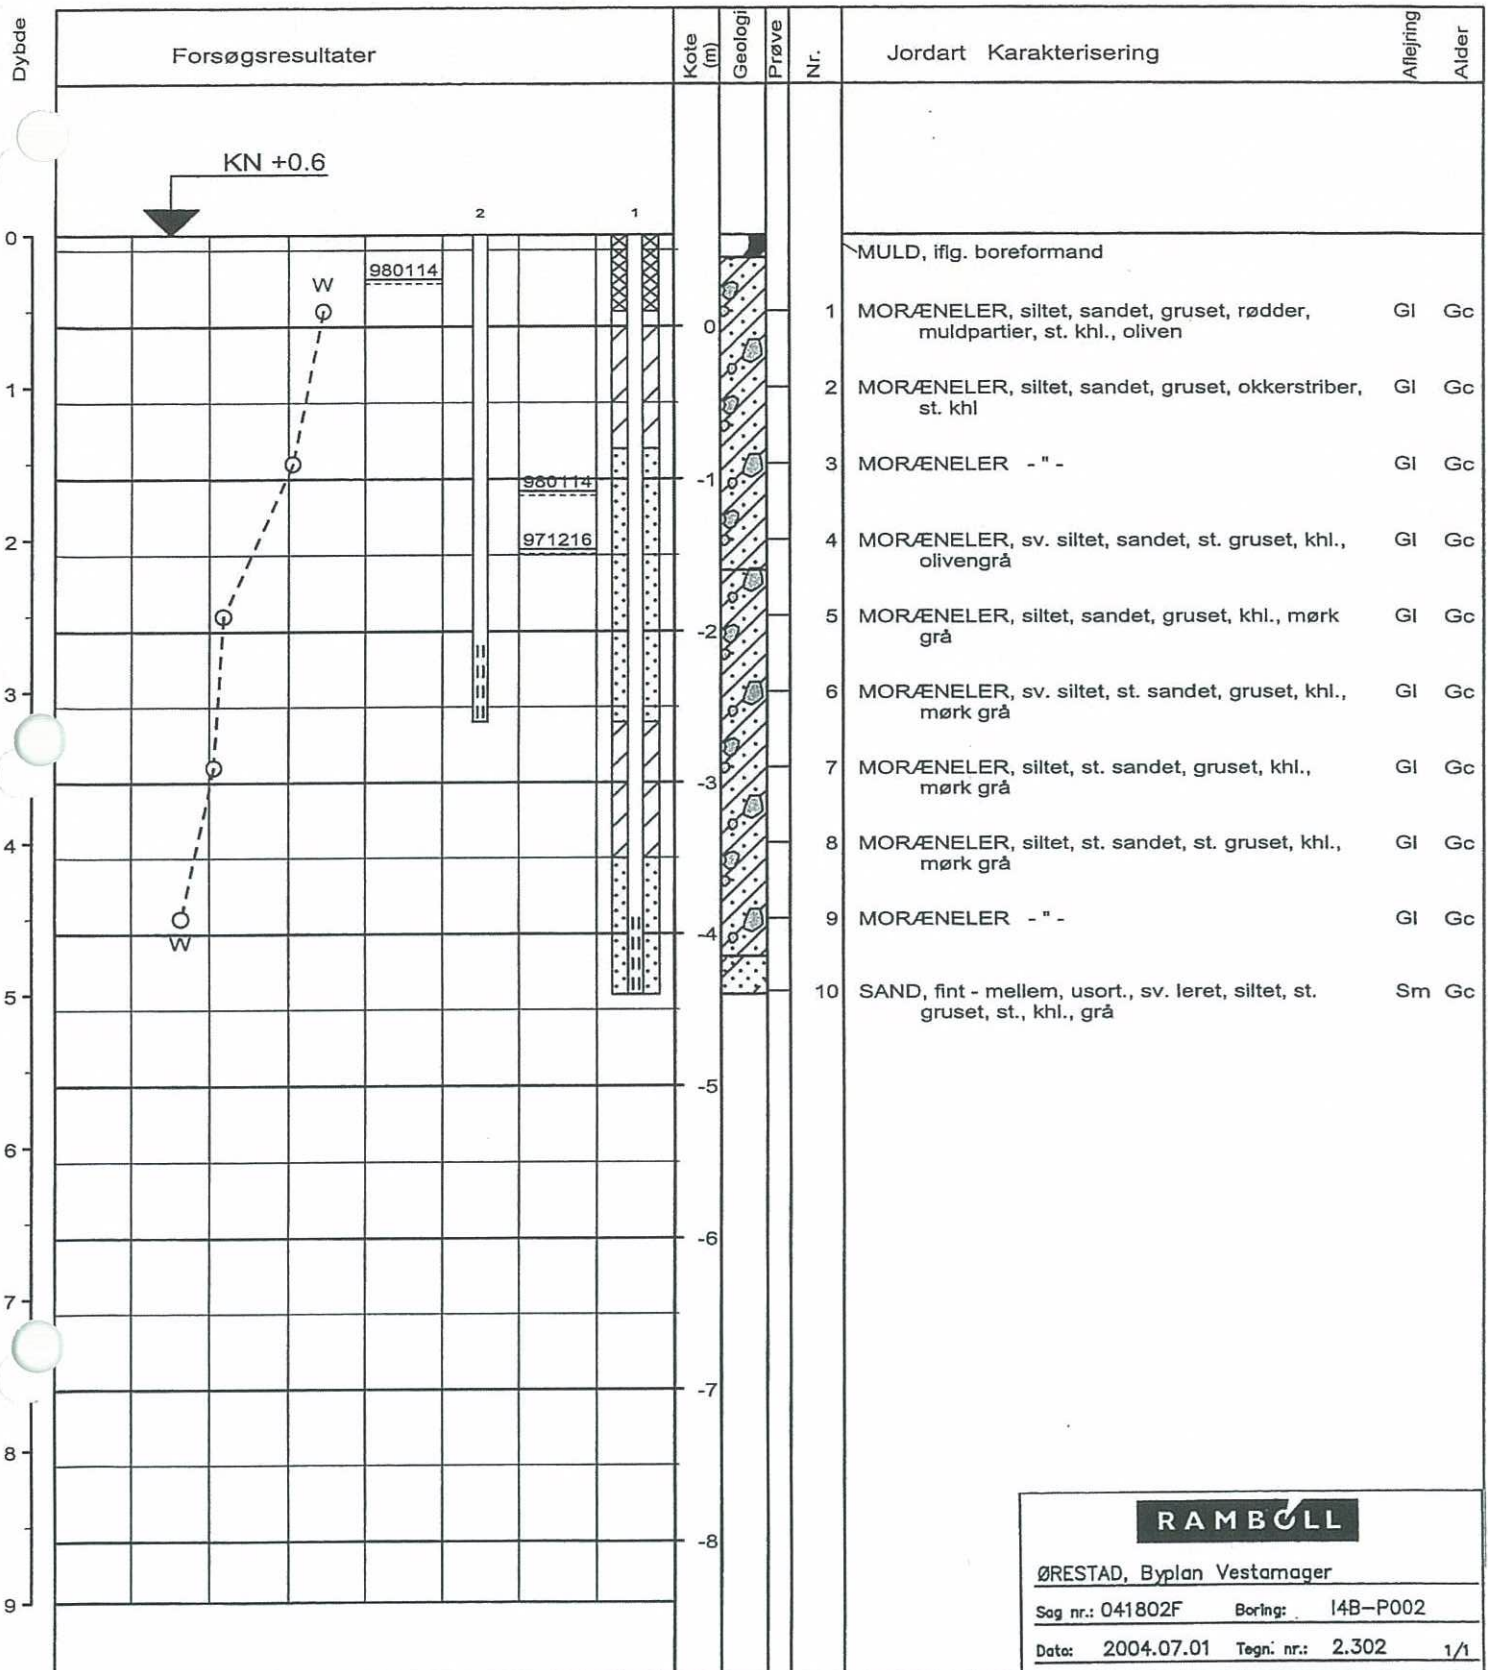 Dybde
Forsøgsresultater
Kote (m)
Geologi
Prøve
Nr.
Jordart Karakterisering
Aflejring
Alder
KN +0.6
2
1
0
MULD, iflg. boreformand
980114
W
1 MORÆNELER, siltet, sandet, gruset, rødder, Gl Gc
muldpartier, st. khl., oliven
0
1
2 MORÆNELER, siltet, sandet, gruset, okkerstriber, Gl Gc
st. khl
3 MORÆNELER - " - Gl Gc
-1
980114
2
971216
4 MORÆNELER, sv. siltet, sandet, st. gruset, khl., Gl Gc
olivengrå
5 MORÆNELER, siltet, sandet, gruset, khl., mørk Gl Gc
grå
-2
3
6 MORÆNELER, sv. siltet, st. sandet, gruset, khl., Gl Gc
mørk grå
7 MORÆNELER, siltet, st. sandet, gruset, khl., Gl Gc
mørk grå
-3
4
8 MORÆNELER, siltet, st. sandet, st. gruset, khl., Gl Gc
mørk grå
9 MORÆNELER - " - Gl Gc
-4
W
5
10 SAND, fint - mellem, usort., sv. leret, siltet, st. Sm Gc
gruset, st., khl., grå
-5
6
-6
7
-7
8
-8
9
RAMBØLL
ØRESTAD, Byplan Vestamager
Sag nr.: 041802F Boring: I4B-P002
Dato: 2004.07.01 Tegn. nr.: 2.302 1/1